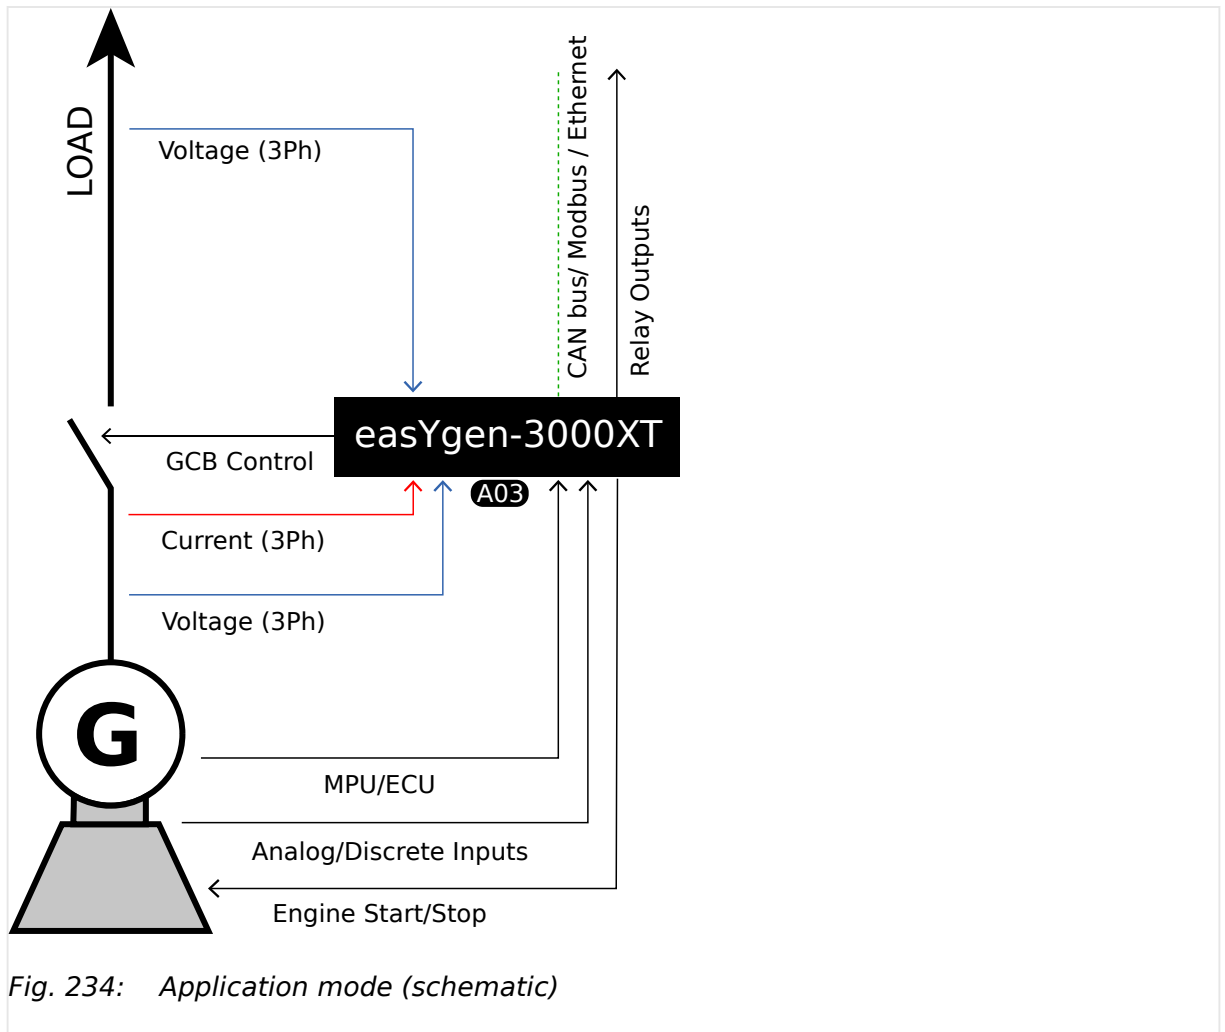 LOAD
Voltage (3Ph)
CAN bus/ Modbus / Ethernet
Relay Outputs
easYgen-3000XT
GCB Control
A03
Current (3Ph)
Voltage (3Ph)
G
MPU/ECU
Analog/Discrete Inputs
Engine Start/Stop
Fig. 234: Application mode (schematic)